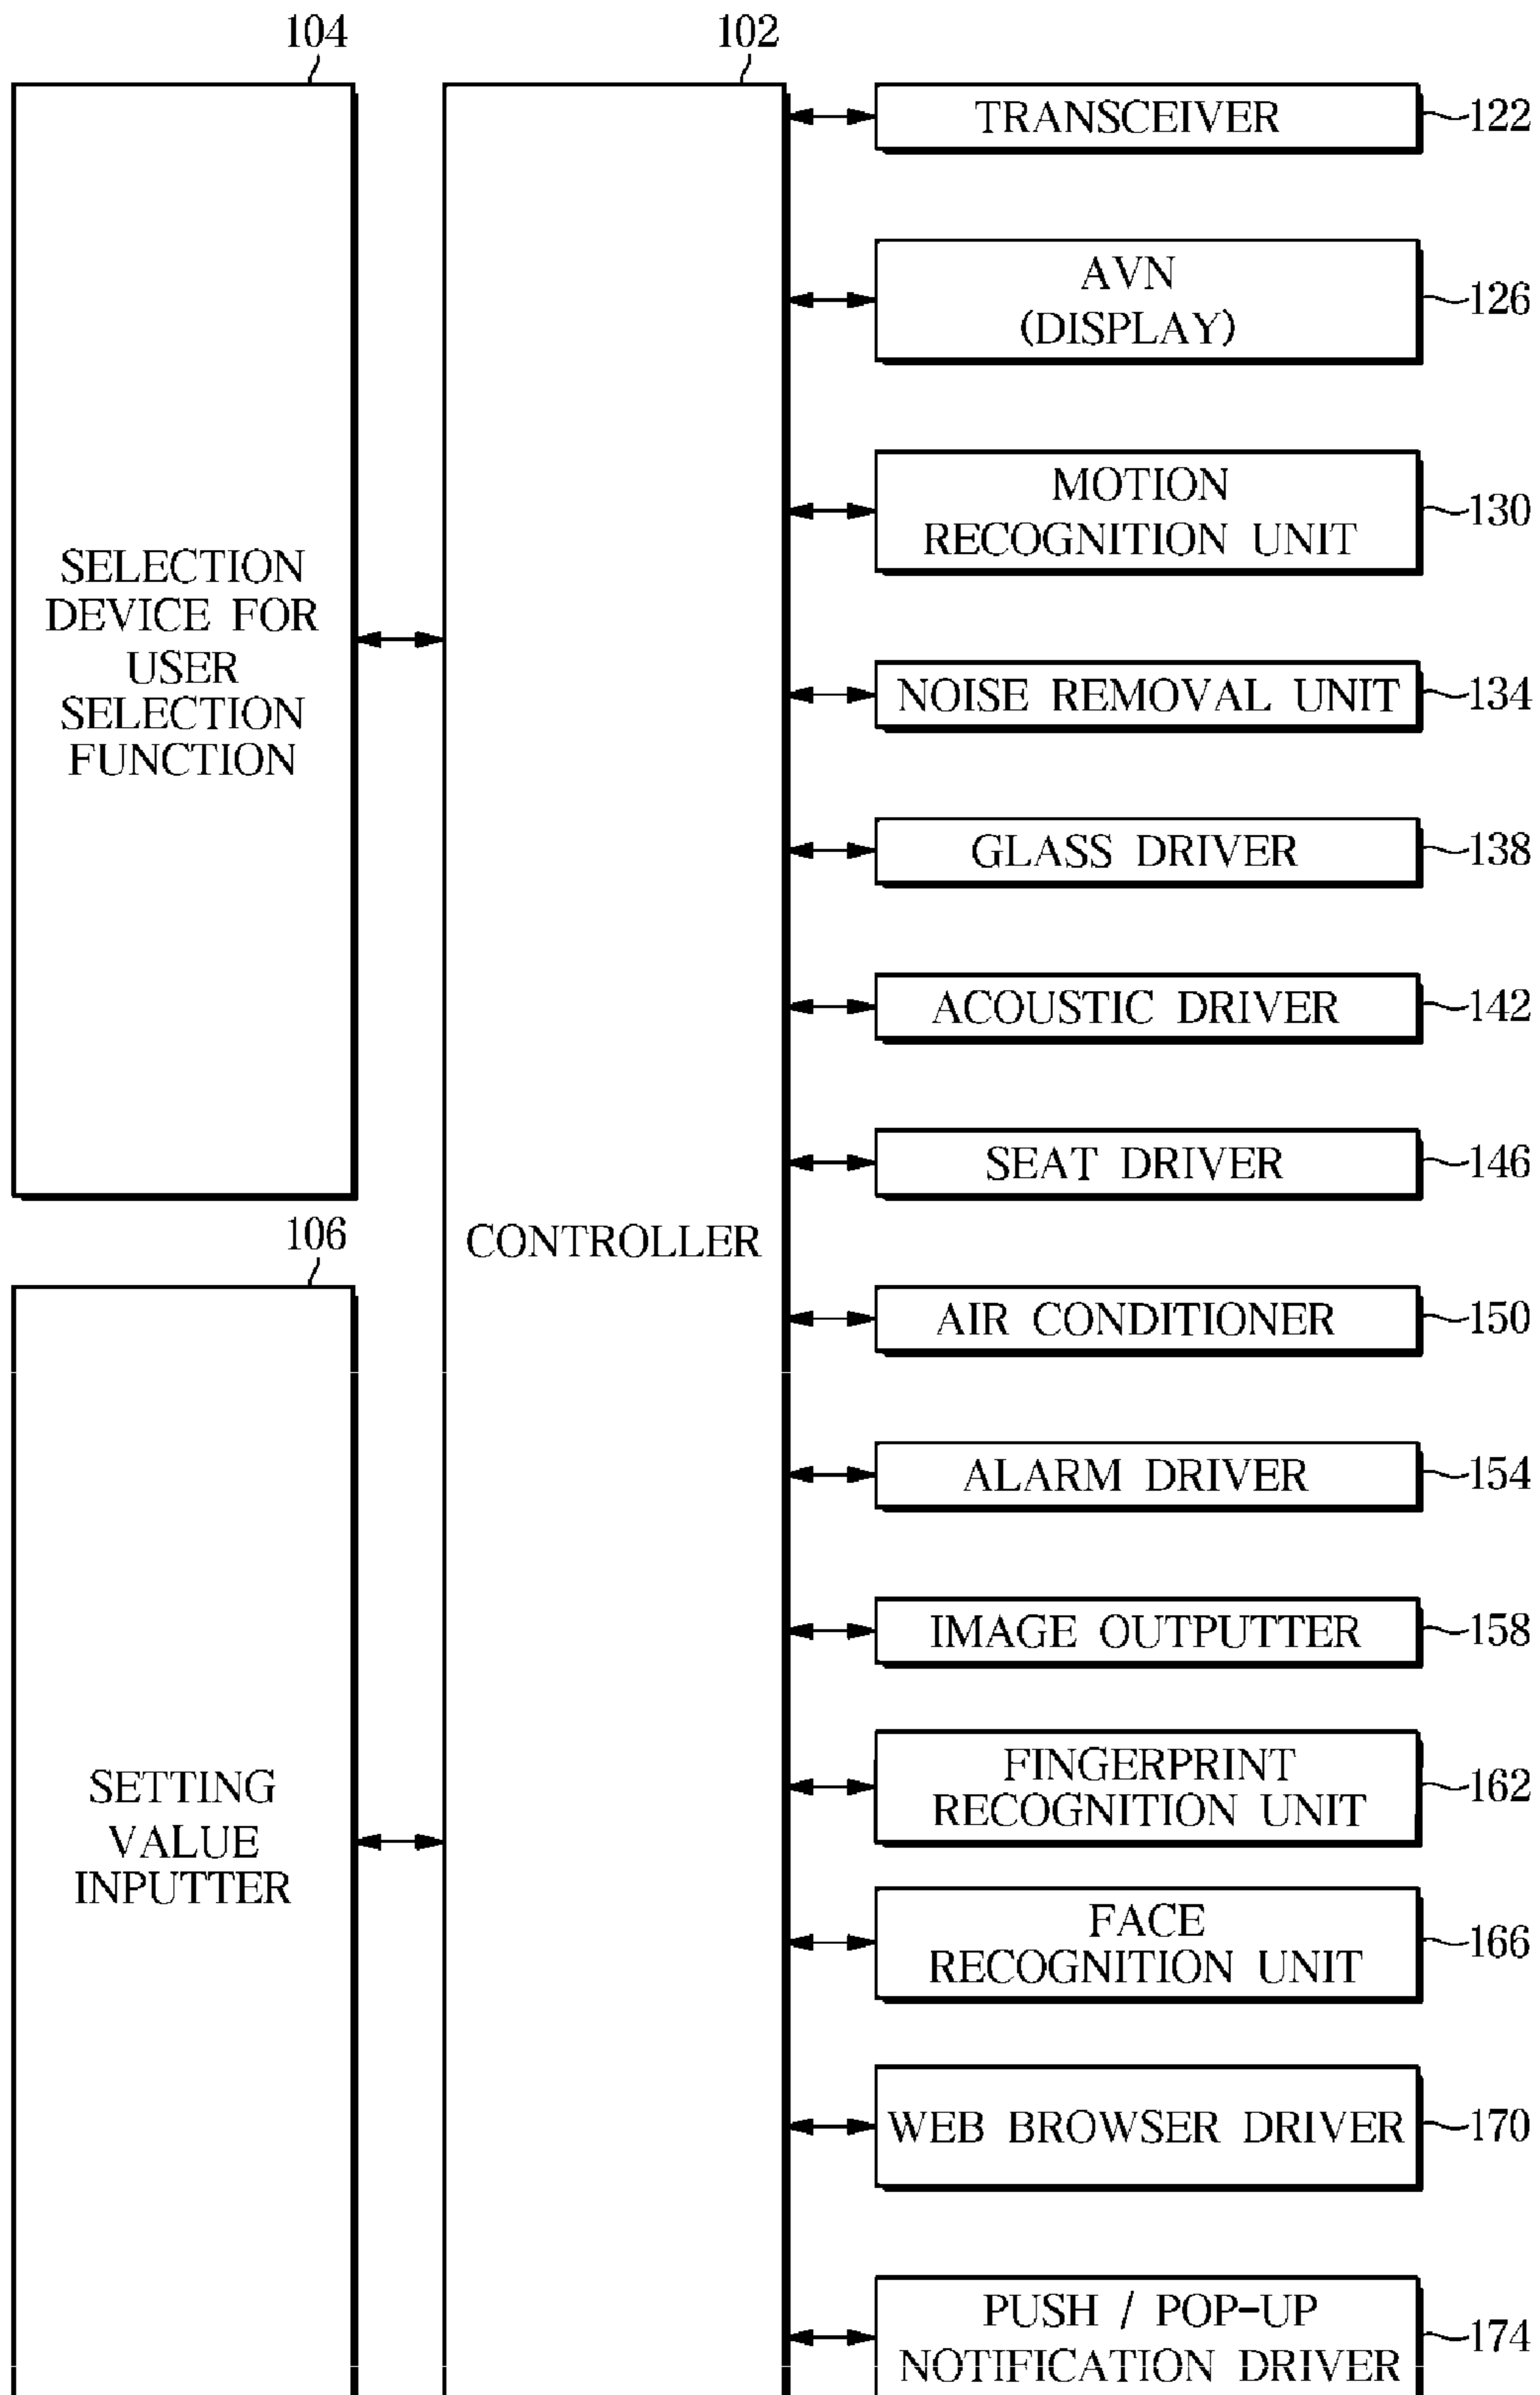 104
102
TRANSCEIVER
122
AVN
(DISPLAY)
126
MOTION
RECOGNITION UNIT
130
SELECTION
DEVICE FOR
USER
SELECTION
FUNCTION
NOISE REMOVAL UNIT
134
GLASS DRIVER
138
ACOUSTIC DRIVER
142
SEAT DRIVER
146
106
CONTROLLER
AIR CONDITIONER
150
ALARM DRIVER
154
IMAGE OUTPUTTER
158
SETTING
VALUE
INPUTTER
FINGERPRINT
RECOGNITION UNIT
162
FACE
RECOGNITION UNIT
166
WEB BROWSER DRIVER
170
PUSH / POP-UP
NOTIFICATION DRIVER
174